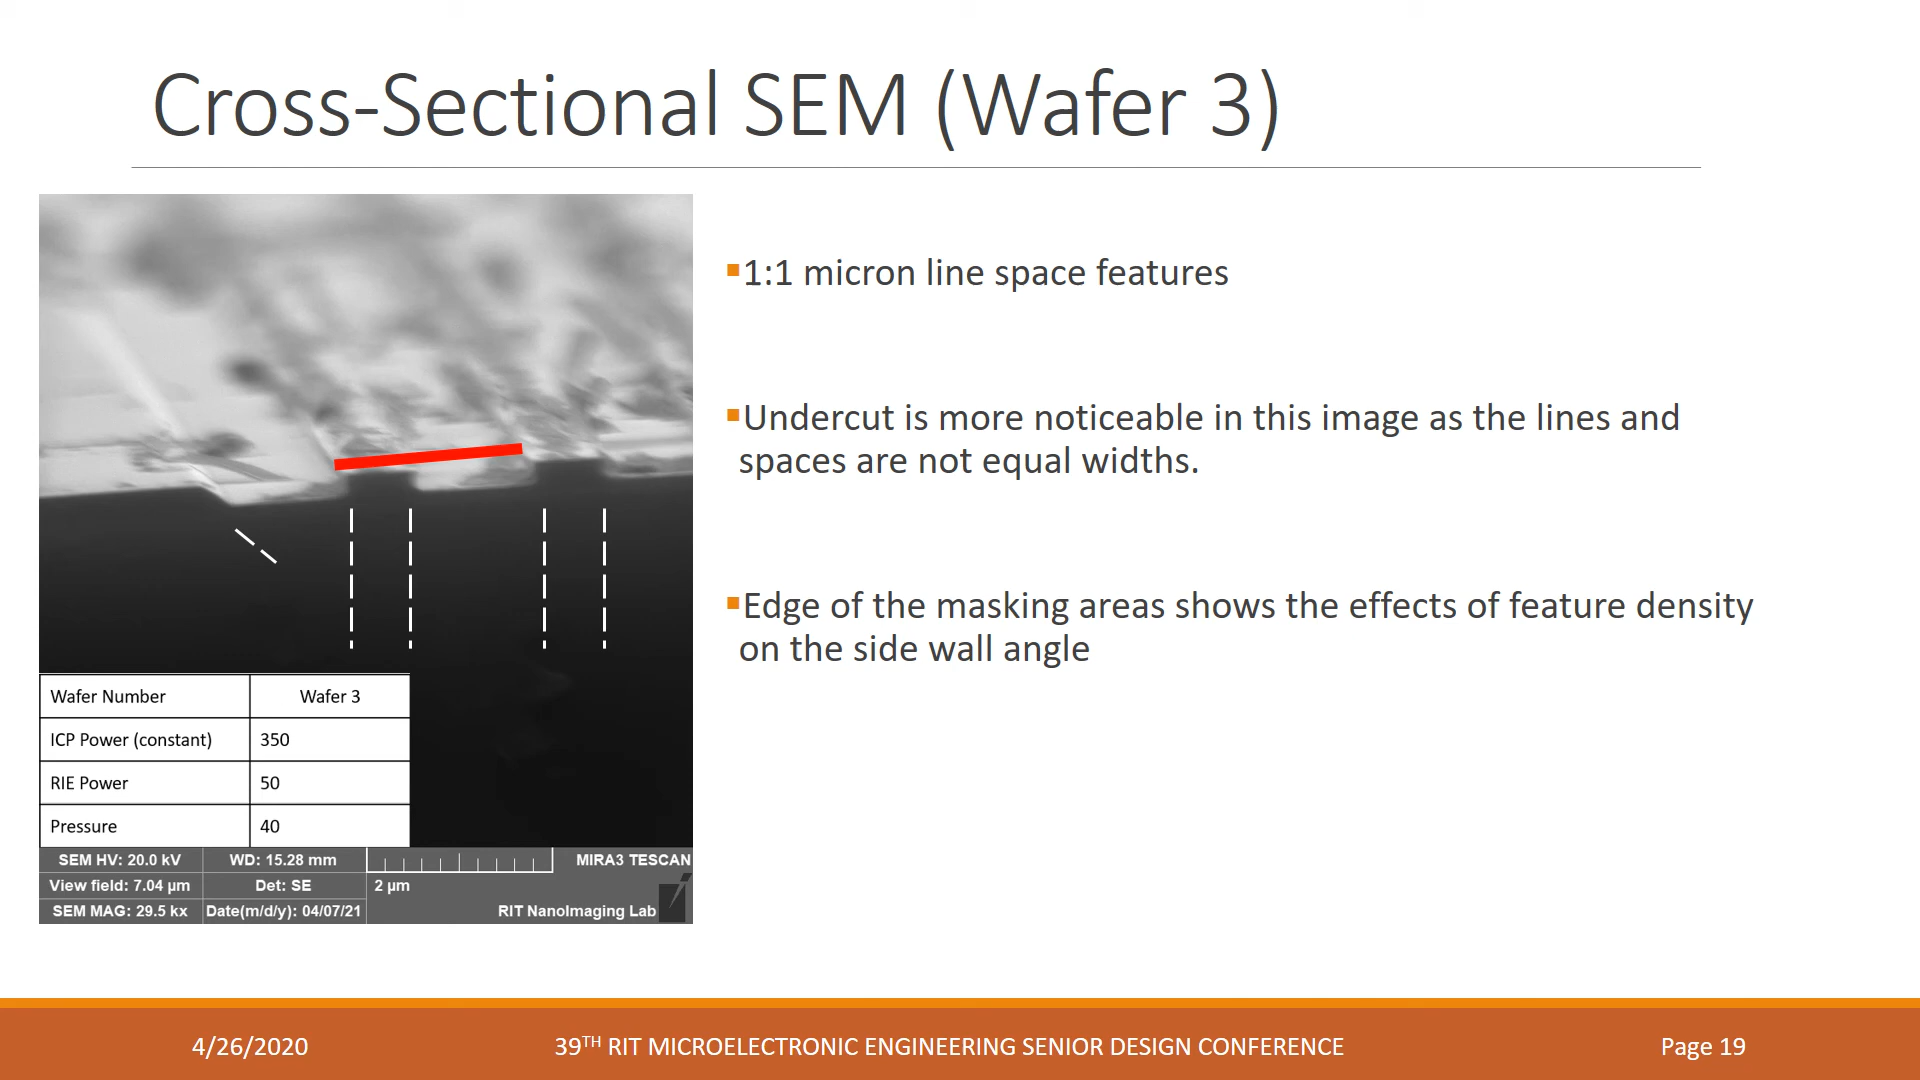 Cross-Sectional SEM (Wafer 3)
1:1 micron line space features
Undercut is more noticeable in this image as the lines and
spaces are not equal widths.
Edge of the masking areas shows the effects of feature density
on the side wall angle
Wafer Number Wafer 3
ICP Power (constant) 350
RIE Power 50
Pressure 40
SEM HV: 20.0 kV WD: 15.28 mm MIRA3 TESCAN
View field: 7.04 µm Det: SE 2 µm
SEM MAG: 29.5 kx Date(m/d/y): 04/07/21 RIT NanoImaging Lab
4/26/2020 39TH RIT MICROELECTRONIC ENGINEERING SENIOR DESIGN CONFERENCE Page 19